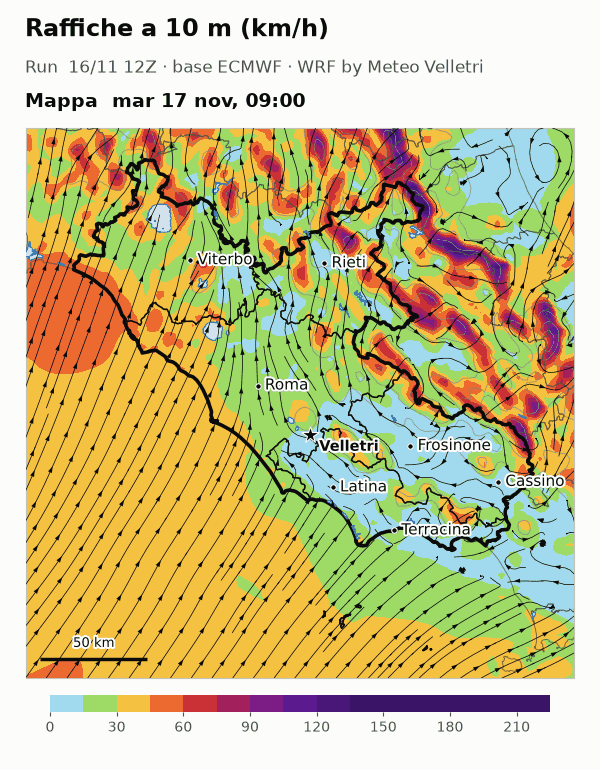 Raffiche a 10 m (km/h)
Run 16/11 12Z · base ECMWF · WRF by Meteo Velletri
Mappa mar 17 nov, 09:00
Viterbo
Rieti
Roma
Velletri
Frosinone
Latina
Cassino
Terracina
50 km
0 30 60 90 120 150 180 210